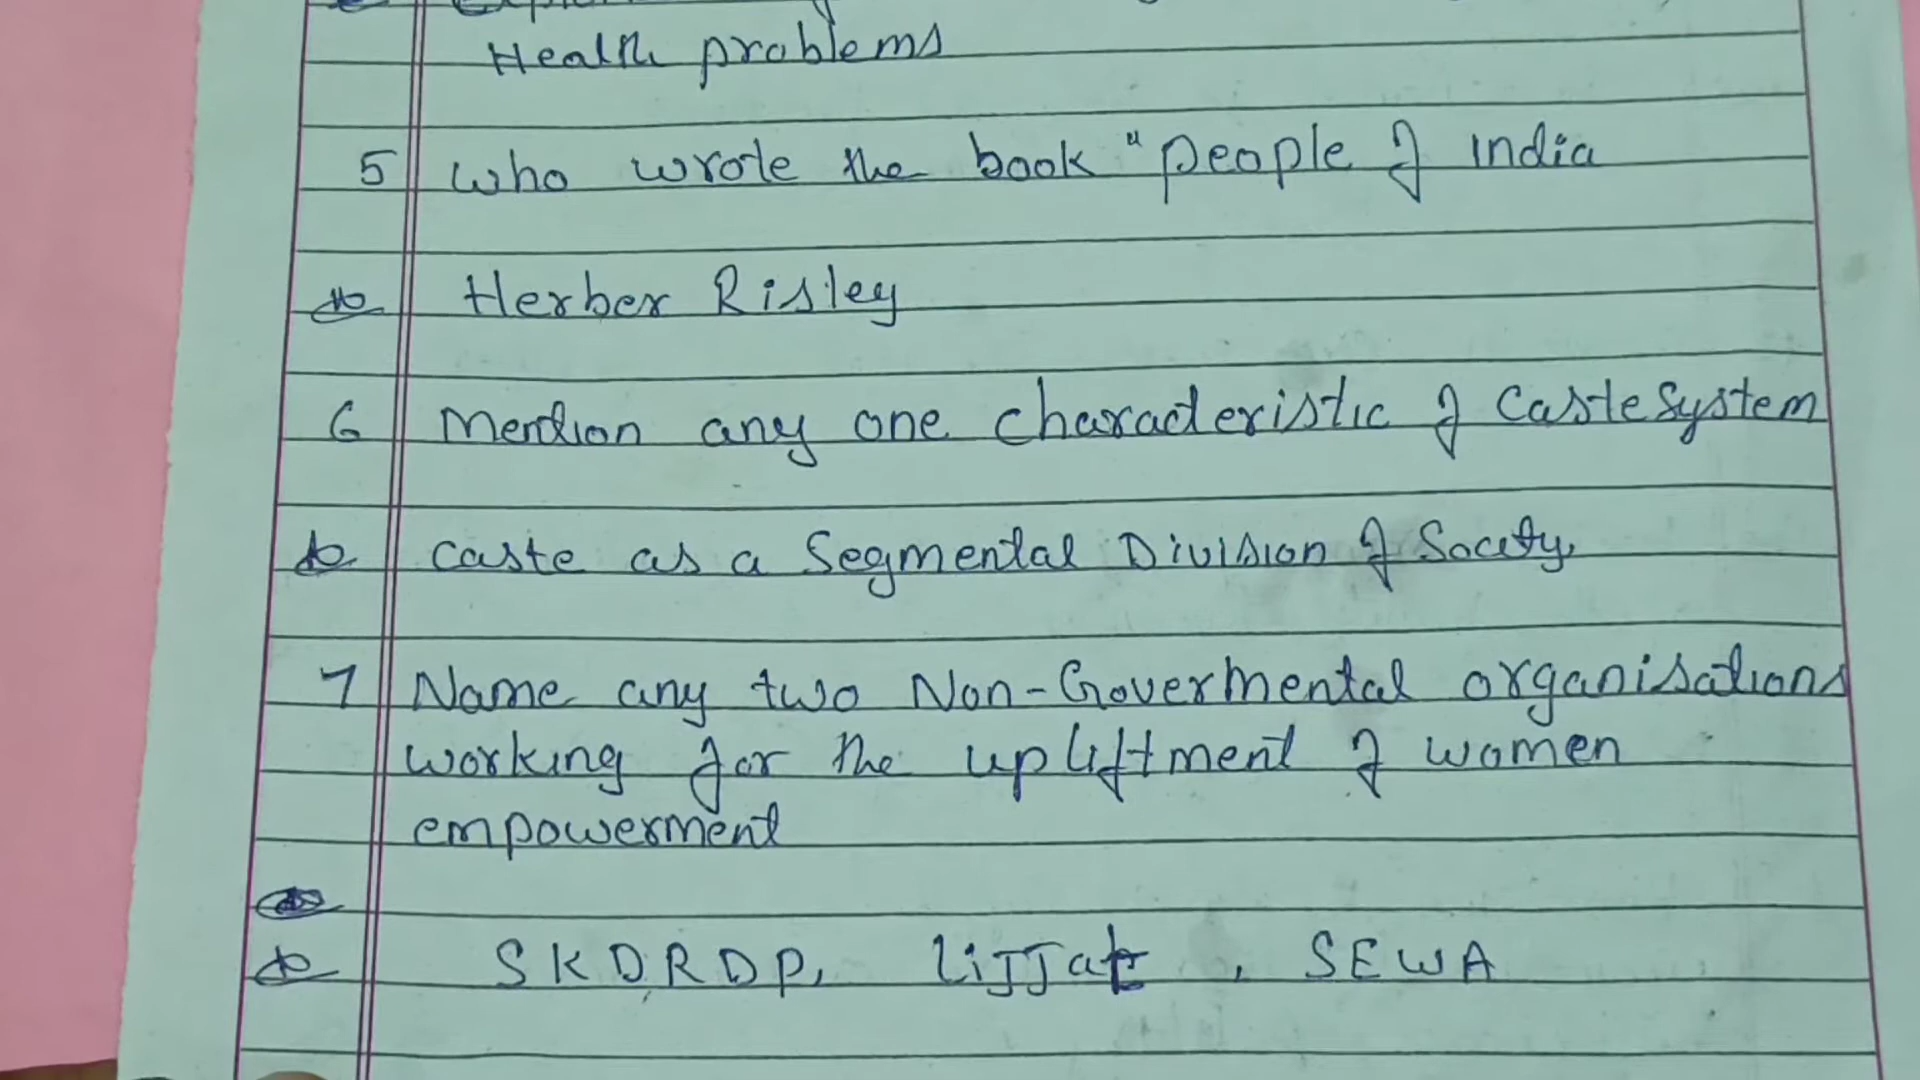 Health problems
5 Who wrote the book "people of india
Herber Risley
6 Mention any one characteristic of Caste System
Caste as a Segmental Division of Socity
7 Name any two Non-Govermental organisations
working for the upliftment of women
empowerment
SKDRDP, liJJat, SEWA